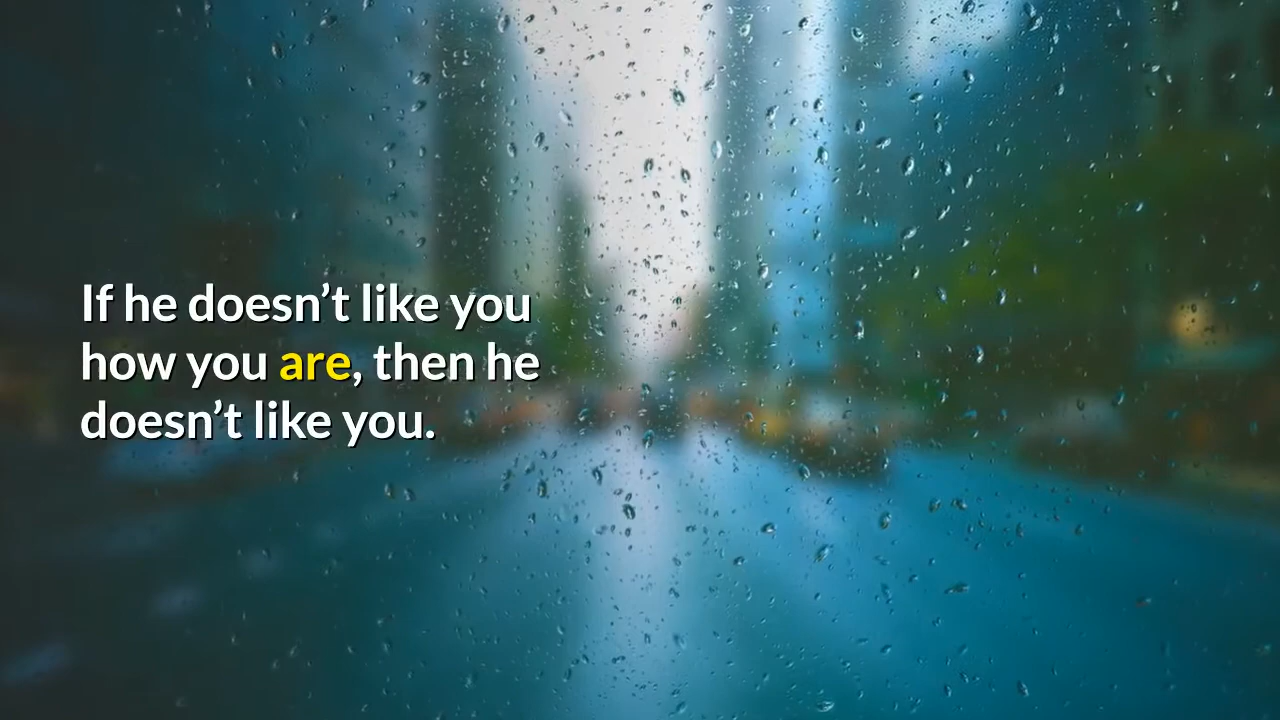 If he doesn’t like you
how you are, then he
doesn’t like you.